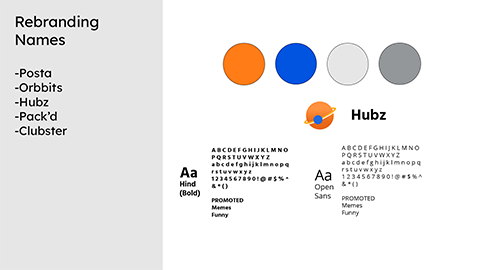 Rebranding
Names
-Posta
-Orbbits
-Hubz
-Pack’d
-Clubster
Hubz
Aa
Hind
(Bold)
A B C D E F G H I J K L M N O
P Q R S T U V W X Y Z
a b c d e f g h i j k l m n o p q
r s t u v w x y z
1 2 3 4 5 6 7 8 9 0 ! @ # $ % ^
& * ( )
PROMOTED
Memes
Funny
Aa
Open
Sans
A B C D E F G H I J K L M N O
P Q R S T U V W X Y Z
a b c d e f g h i j k l m n o p q
r s t u v w x y z
1 2 3 4 5 6 7 8 9 0 ! @ # $ % ^
& * ( )
PROMOTED
Memes
Funny